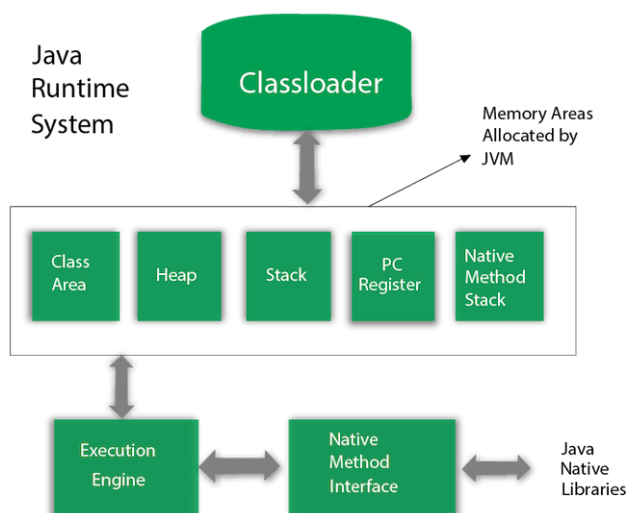 Java
Runtime
System
Classloader
Memory Areas
Allocated by
JVM
Class
Area
Heap
Stack
PC
Register
Native
Method
Stack
Execution
Engine
Native
Method
Interface
Java
Native
Libraries